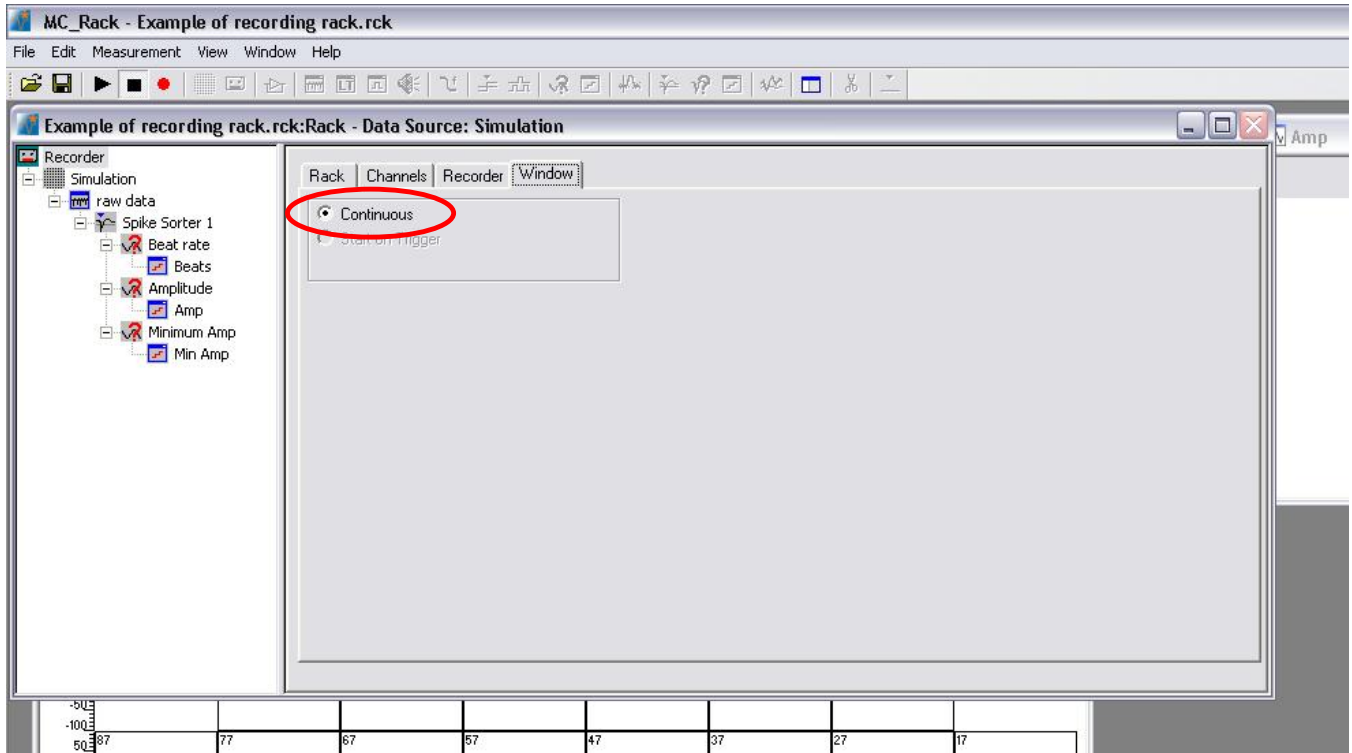 MC_Rack - Example of recording rack.rck
File Edit Measurement View Window Help
Example of recording rack.rck:Rack - Data Source: Simulation
Amp
Recorder
Simulation
raw data
Spike Sorter 1
Beat rate
Beats
Amplitude
Amp
Minimum Amp
Min Amp
Rack Channels Recorder Window
Continuous
Start on Trigger
-50
-100
50 87 77 67 57 47 37 27 17